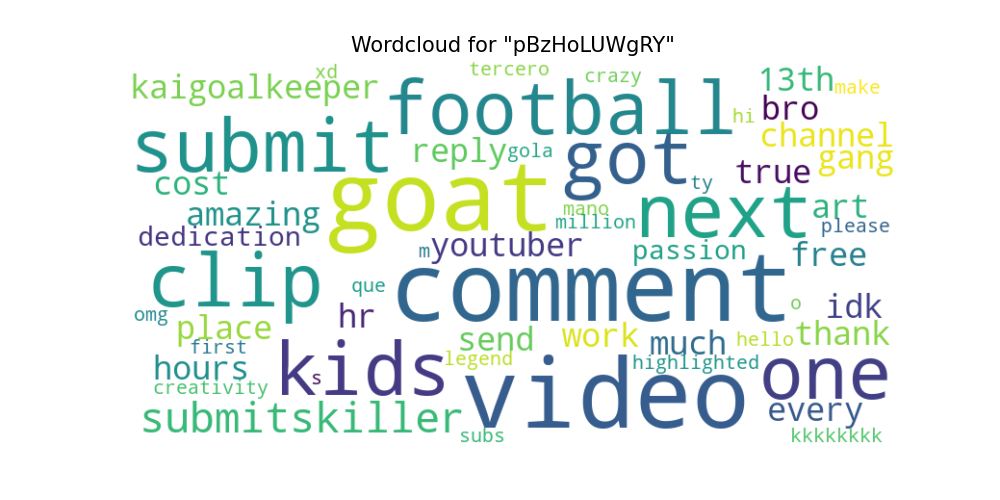 Wordcloud for "pBzHoLUWgRY"
xd tercero crazy 13th make
kaigoalkeeper football hi bro
submit reply gola got channel
true gang
cost goat ty next art
amazing mano million please
dedication m youtuber passion free
clip que comment o idk
omg place hr send work much hello thank
first legend highlighted
hours kids s video one
creativity every
submitskiller subs kkkkkkkk